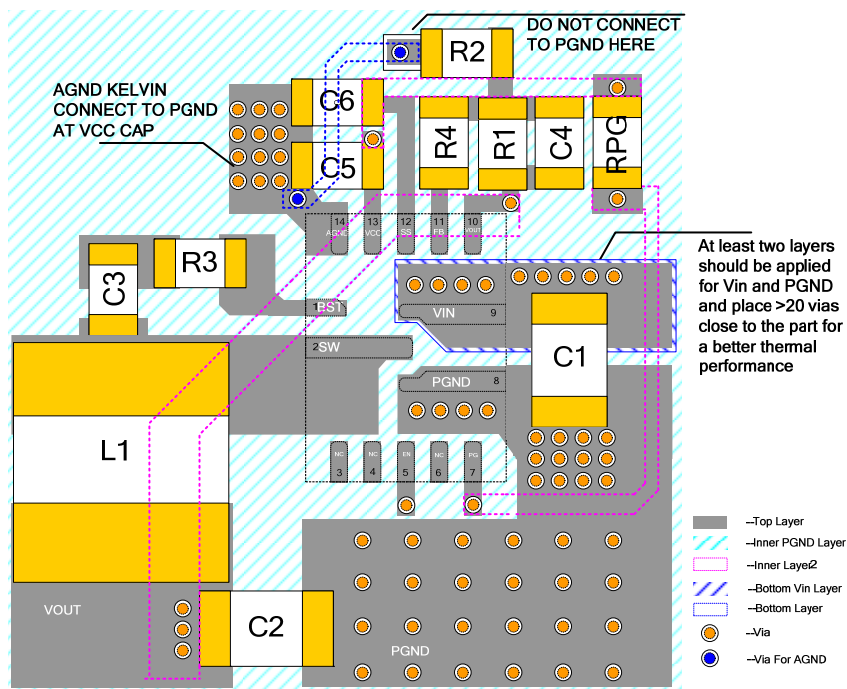 DO NOT CONNECT
TO PGND HERE
R2
AGND KELVIN
CONNECT TO PGND
AT VCC CAP
C6
C5
R4
R1
C4
RPG
14
13
12
11
10
AGND
VCC
SS
FB
VOUT
At least two layers
should be applied
for Vin and PGND
and place >20 vias
close to the part for
a better thermal
performance
R3
C3
1
BST
VIN
9
2
SW
C1
PGND
8
L1
NC
NC
EN
NC
PG
3
4
5
6
7
---Top Layer
---Inner PGND Layer
---Inner Layer2
---Bottom Vin Layer
---Bottom Layer
---Via
---Via For AGND
VOUT
C2
PGND